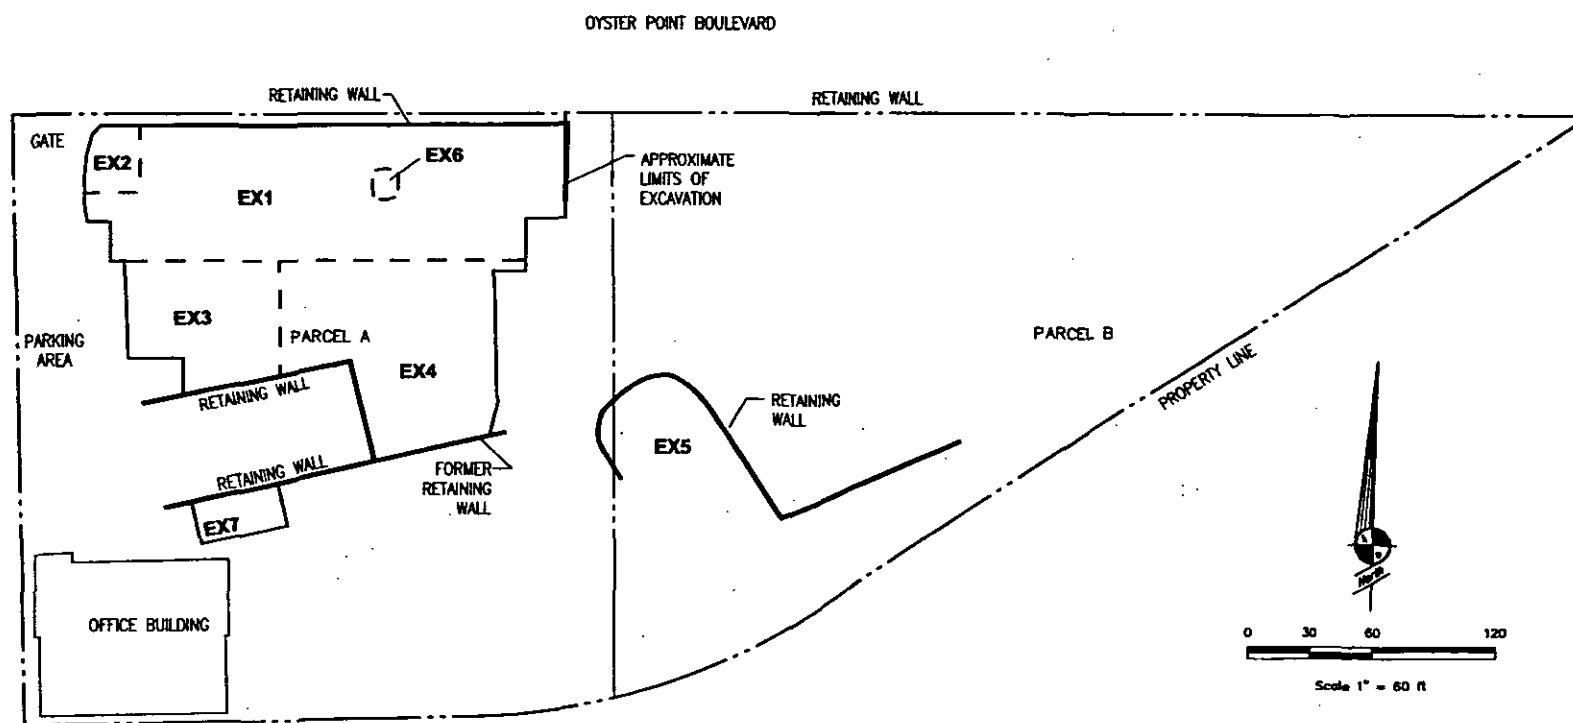 OYSTER POINT BOULEVARD
RETAINING WALL
RETAINING WALL
GATE
EX2
EX6
EX1
APPROXIMATE
LIMITS OF
EXCAVATION
EX3
PARCEL A
PARKING
AREA
EX4
PARCEL B
PROPERTY LINE
RETAINING WALL
RETAINING
WALL
EX5
RETAINING WALL
FORMER
RETAINING
WALL
EX7
OFFICE BUILDING
North
0 30 60 120
Scale 1" = 60 ft